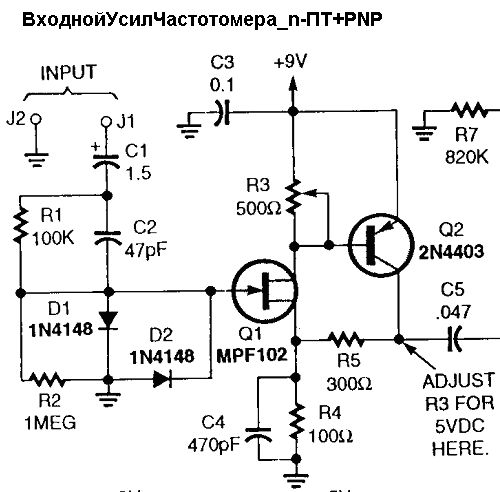 ВходнойУсилЧастотомера_n-ПТ+PNP
INPUT
J2
J1
+
C1
1.5
C3
0.1
+9V
R7
820K
R1
100K
C2
47pF
R3
500Ω
Q2
2N4403
D1
1N4148
D2
1N4148
Q1
MPF102
C5
.047
R5
300Ω
R2
1MEG
C4
470pF
R4
100Ω
ADJUST
R3 FOR
5VDC
HERE.